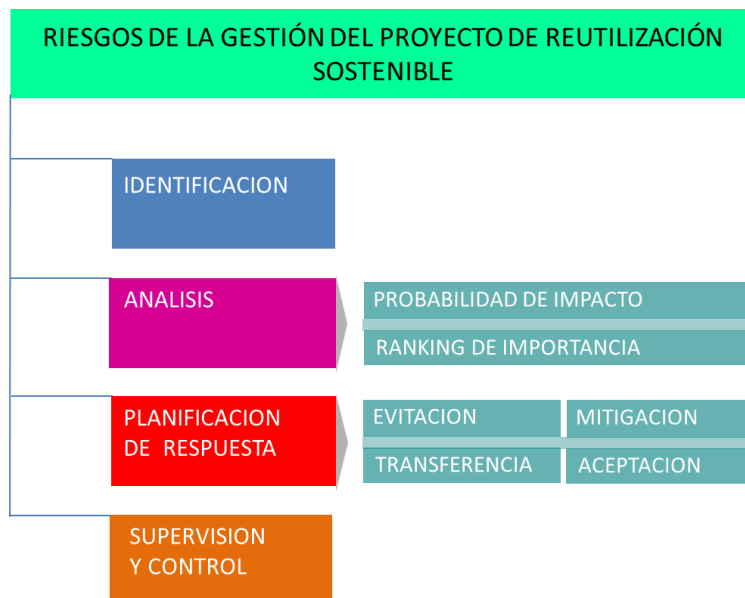 RIESGOS DE LA GESTIÓN DEL PROYECTO DE REUTILIZACIÓN
SOSTENIBLE
IDENTIFICACION
ANALISIS
PROBABILIDAD DE IMPACTO
RANKING DE IMPORTANCIA
PLANIFICACION
DE RESPUESTA
EVITACION
MITIGACION
TRANSFERENCIA
ACEPTACION
SUPERVISION
Y CONTROL